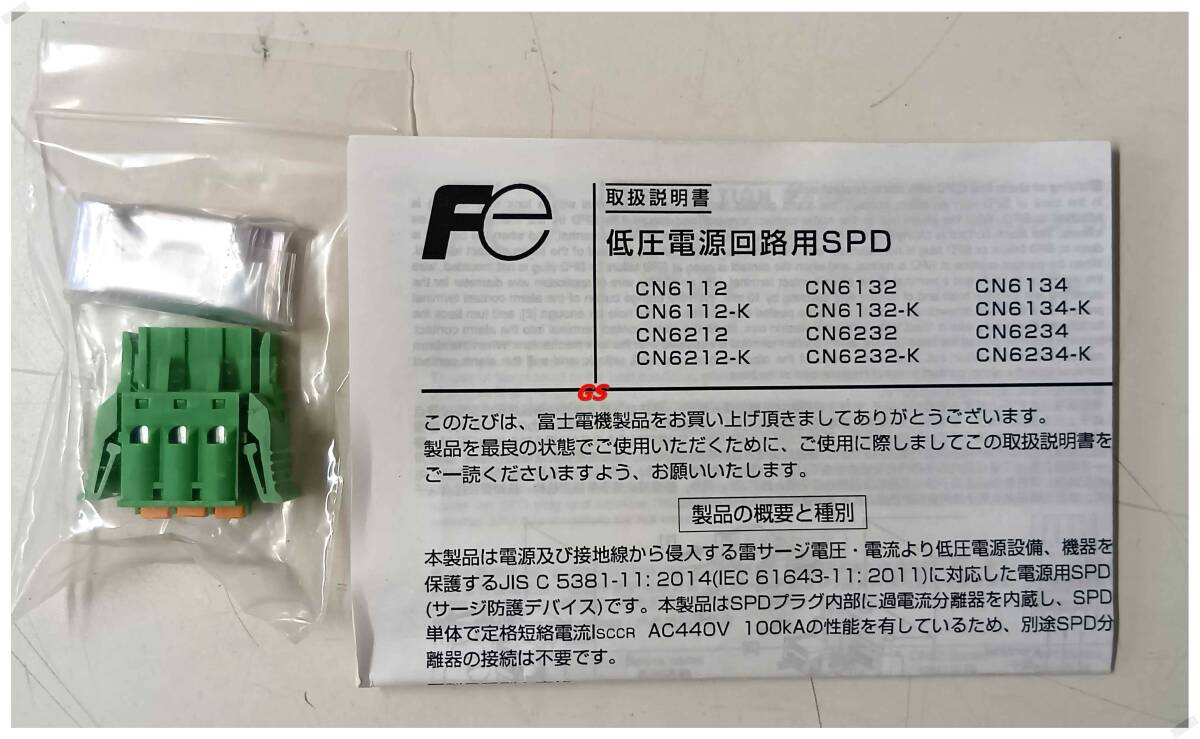 Fe
取扱説明書
低圧電源回路用SPD
CN6112 CN6132 CN6134
CN6112-K CN6132-K CN6134-K
CN6212 CN6232 CN6234
CN6212-K CN6232-K CN6234-K
GS
このたびは、富士電機製品をお買い上げ頂きましてありがとうございます。
製品を最良の状態でご使用いただくために、ご使用に際しましてこの取扱説明書を
ご一読くださいますよう、お願いいたします。
製品の概要と種別
本製品は電源及び接地線から侵入する雷サージ電圧・電流より低圧電源設備、機器を
保護するJIS C 5381-11: 2014(IEC 61643-11: 2011)に対応した電源用SPD
(サージ防護デバイス)です。本製品はSPDプラグ内部に過電流分離器を内蔵し、SPD
単体で定格短絡電流ISCCR AC440V 100kAの性能を有しているため、別途SPD分
離器の接続は不要です。